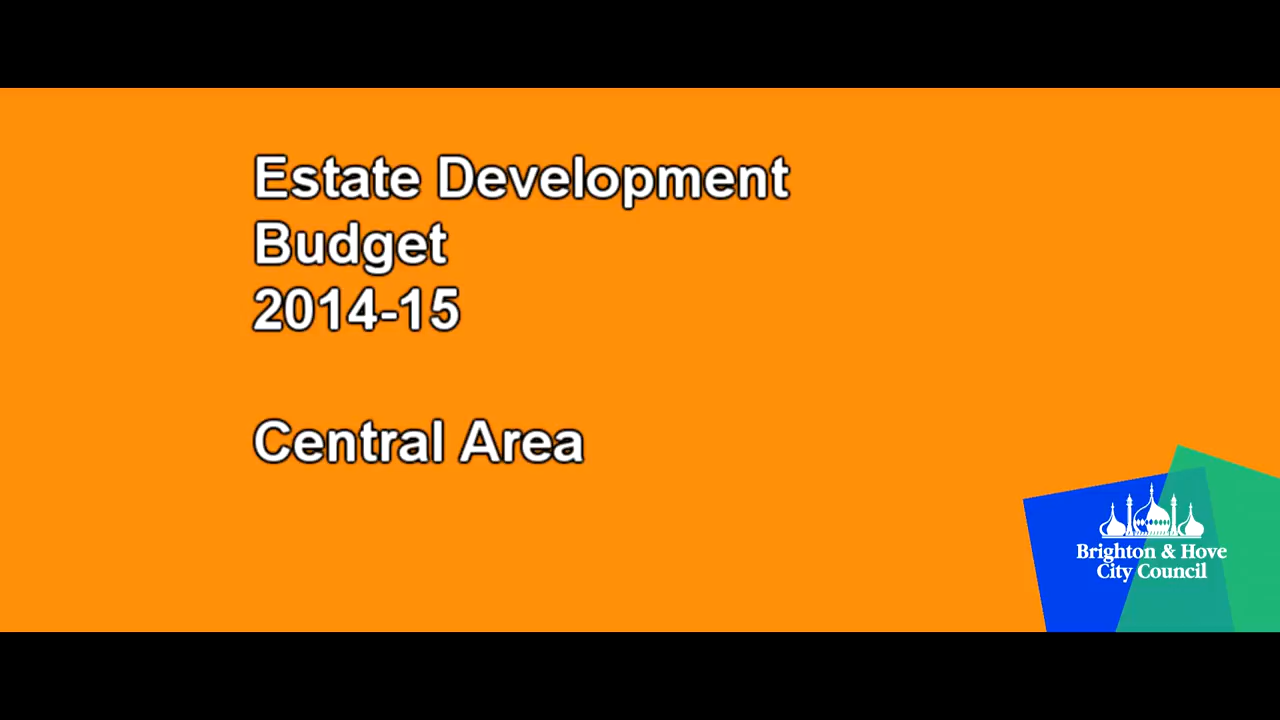 Estate Development
Budget
2014-15
Central Area
Brighton & Hove
City Council